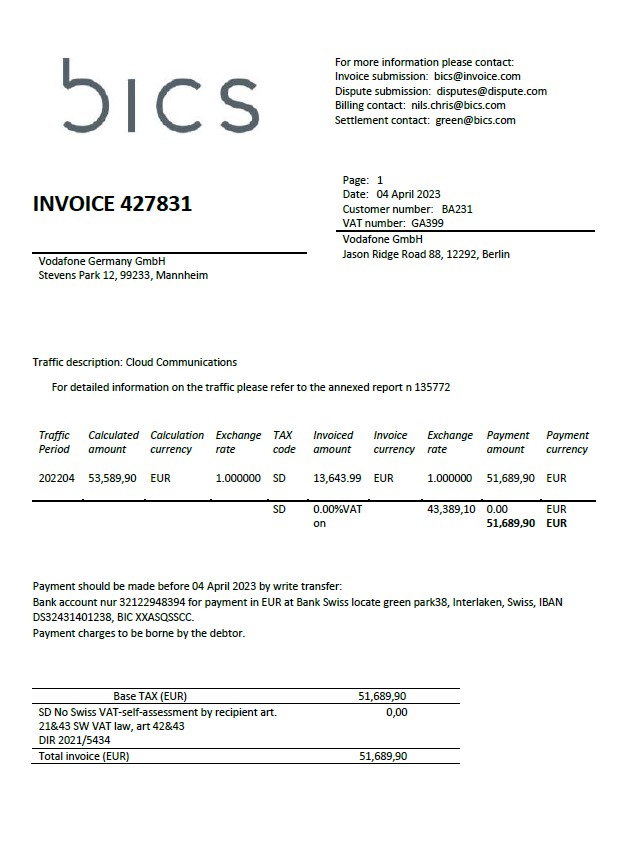 bics
For more information please contact:
Invoice submission: bics@invoice.com
Dispute submission: disputes@dispute.com
Billing contact: nils.chris@bics.com
Settlement contact: green@bics.com
INVOICE 427831
Page: 1
Date: 04 April 2023
Customer number: BA231
VAT number: GA399
Vodafone GmbH
Jason Ridge Road 88, 12292, Berlin
Vodafone Germany GmbH
Stevens Park 12, 99233, Mannheim
Traffic description: Cloud Communications
For detailed information on the traffic please refer to the annexed report n 135772
Traffic Period Calculated amount Calculation currency Exchange rate TAX code Invoiced amount Invoice currency Exchange rate Payment amount Payment currency
202204 53,589,90 EUR 1.000000 SD 13,643.99 EUR 1.000000 51,689,90 EUR
SD 0.00%VAT 43,389,10 0.00 EUR
on 51,689,90 EUR
Payment should be made before 04 April 2023 by write transfer:
Bank account nur 32122948394 for payment in EUR at Bank Swiss locate green park38, Interlaken, Swiss, IBAN
DS32431401238, BIC XXASQSSCC.
Payment charges to be borne by the debtor.
Base TAX (EUR) 51,689,90
SD No Swiss VAT-self-assessment by recipient art. 0,00
21&43 SW VAT law, art 42&43
DIR 2021/5434
Total invoice (EUR) 51,689,90